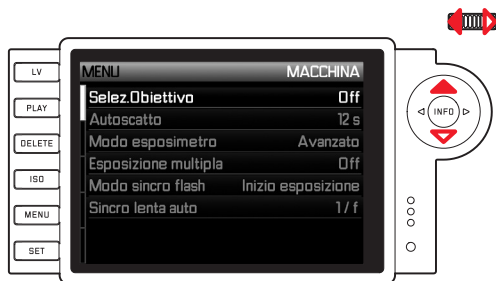 LV
PLAY
DELETE
ISO
MENU
SET
MENU MACCHINA
Selez.Obiettivo Off
Autoscatto 12 s
Modo esposimetro Avanzato
Esposizione multipla Off
Modo sincro flash Inizio esposizione
Sincro lenta auto 1/f
INFO